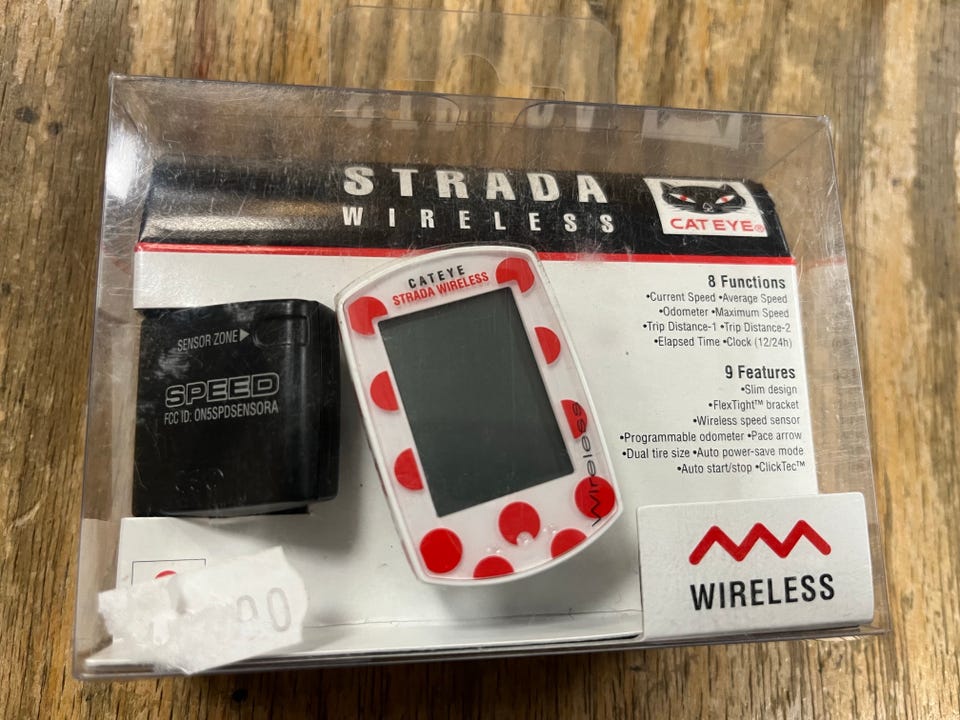 STRADA
WIRELESS
CATEYE®
CATEYE
STRADA WIRELESS
wireless
SENSOR ZONE▶
SPEED
FCC ID: ON5SPDSENSORA
8 Functions
•Current Speed •Average Speed
•Odometer •Maximum Speed
•Trip Distance-1 •Trip Distance-2
•Elapsed Time •Clock (12/24h)
9 Features
•Slim design
•FlexTight™ bracket
•Wireless speed sensor
•Programmable odometer •Pace arrow
•Dual tire size •Auto power-save mode
•Auto start/stop •ClickTec™
WIRELESS